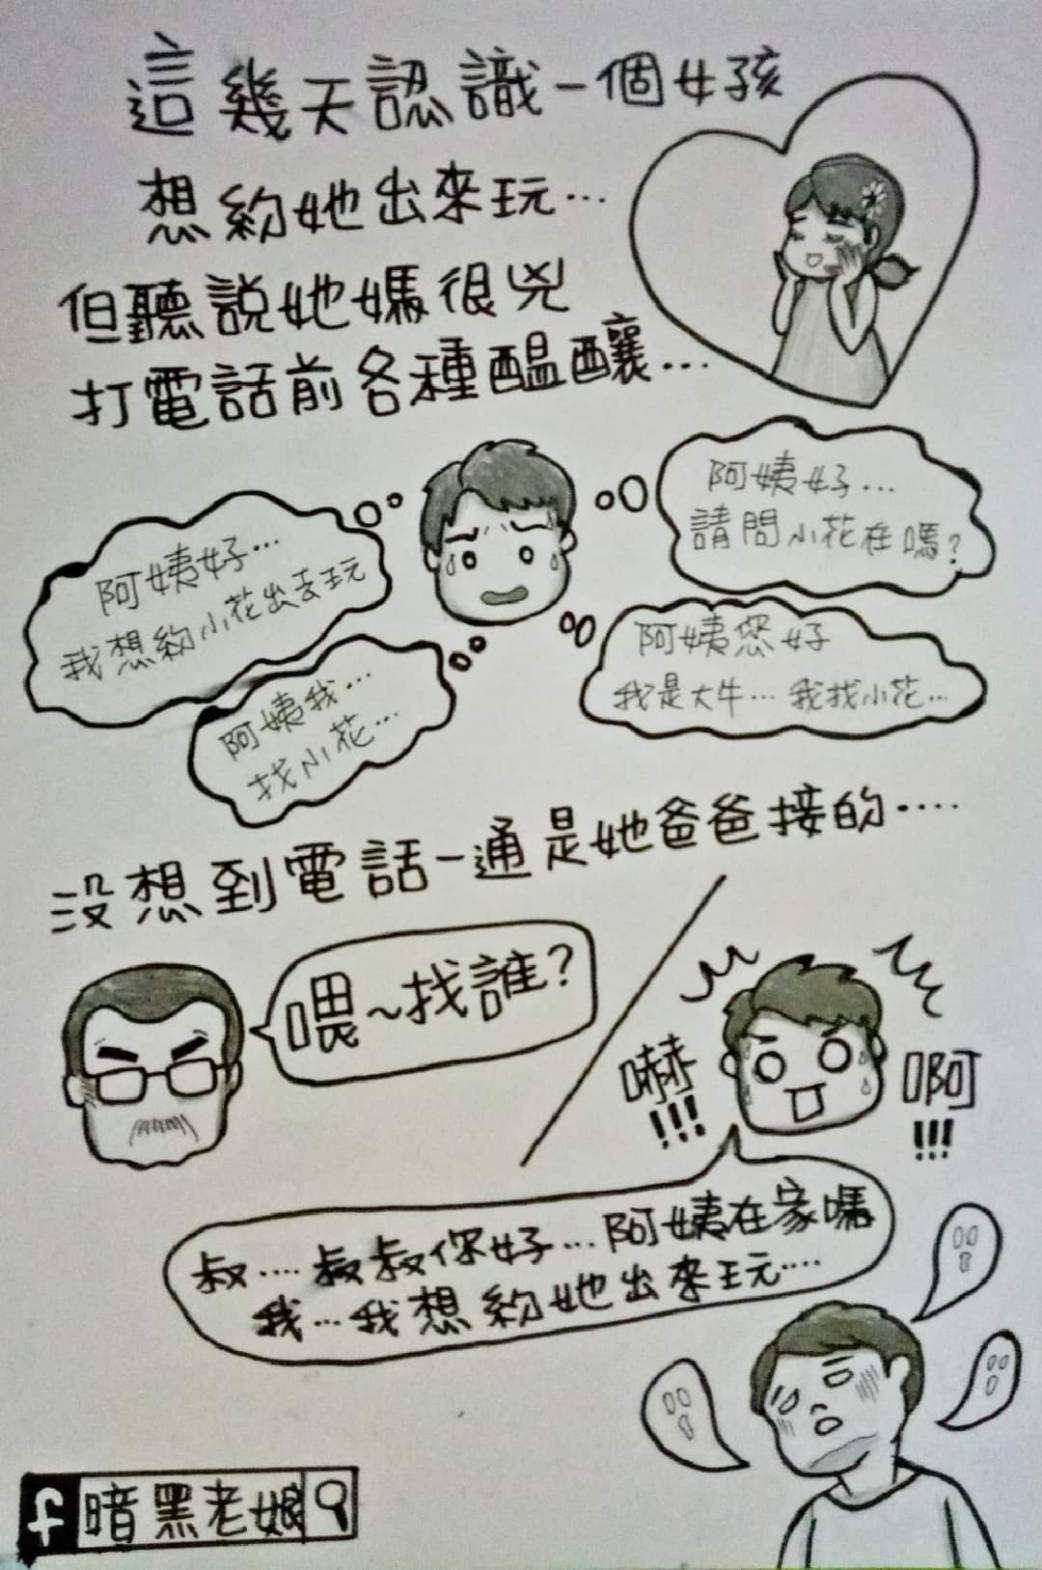 這幾天認識一個女孩
想約她出來玩…
但聽說她媽很兇
打電話前各種醞釀…
阿姨好…
我想約小花出去玩
阿姨好…
請問小花在嗎?
阿姨我…
找小花…
阿姨您好
我是大牛…我找小花…
沒想到電話一通是她爸爸接的….
喂~找誰?
嚇!!!
啊!!!
叔….叔叔你好…阿姨在家嗎
我…我想約她出來玩….
f 暗黑老娘